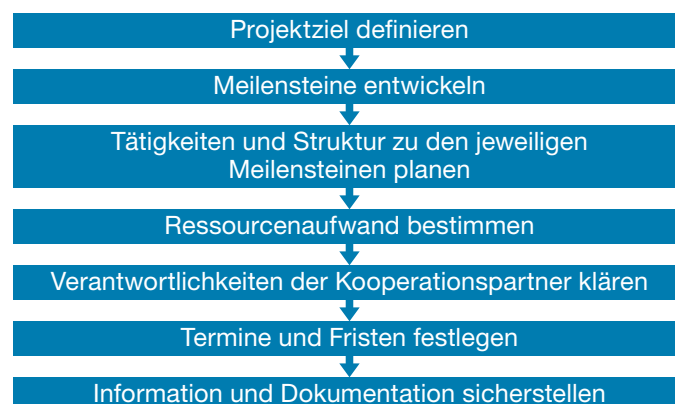 Projektziel definieren
Meilensteine entwickeln
Tätigkeiten und Struktur zu den jeweiligen
Meilensteinen planen
Ressourcenaufwand bestimmen
Verantwortlichkeiten der Kooperationspartner klären
Termine und Fristen festlegen
Information und Dokumentation sicherstellen